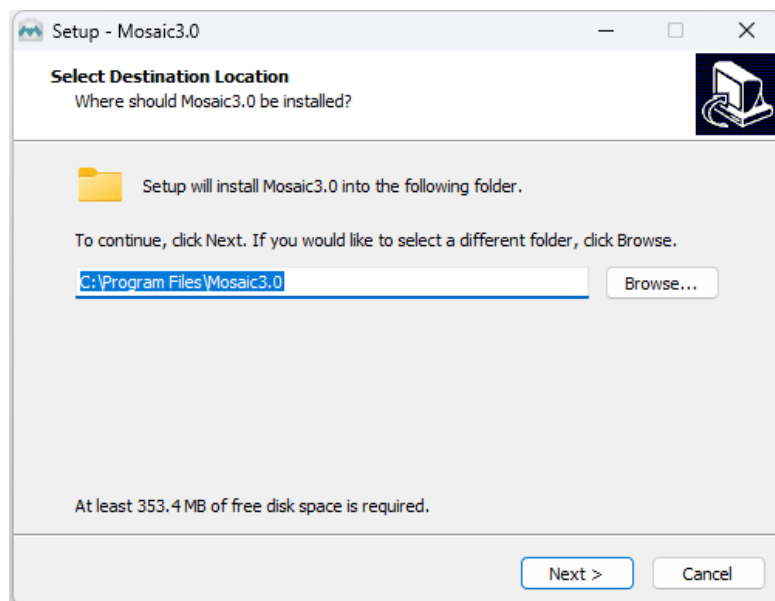 Setup - Mosaic3.0
Select Destination Location
Where should Mosaic3.0 be installed?
Setup will install Mosaic3.0 into the following folder.
To continue, click Next. If you would like to select a different folder, click Browse.
C:\Program Files\Mosaic3.0
Browse...
At least 353.4 MB of free disk space is required.
Next >
Cancel